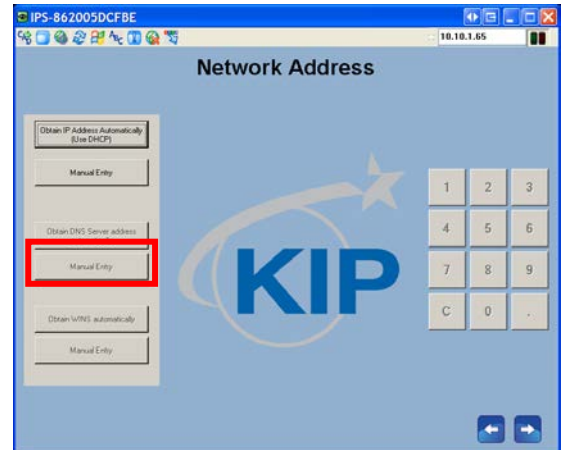 IPS-862005DCFBE
10.10.1.65
Network Address
Obtain IP Address Automatically
(Use DHCP)
Manual Entry
Obtain DNS Server address
Manual Entry
Obtain WINS automatically
Manual Entry
KIP
1 2 3
4 5 6
7 8 9
C 0 .